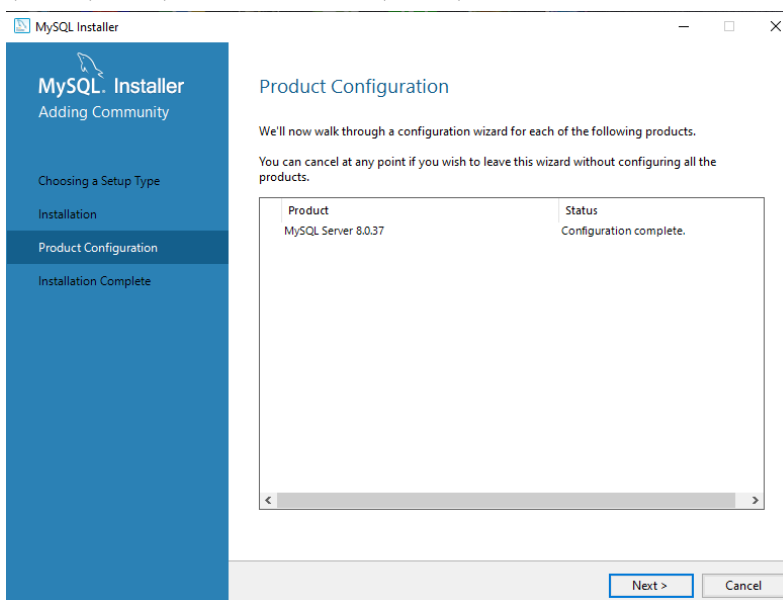 MySQL Installer
MySQL. Installer
Adding Community
Choosing a Setup Type
Installation
Product Configuration
Installation Complete
Product Configuration
We'll now walk through a configuration wizard for each of the following products.
You can cancel at any point if you wish to leave this wizard without configuring all the
products.
Product Status
MySQL Server 8.0.37 Configuration complete.
Next > Cancel